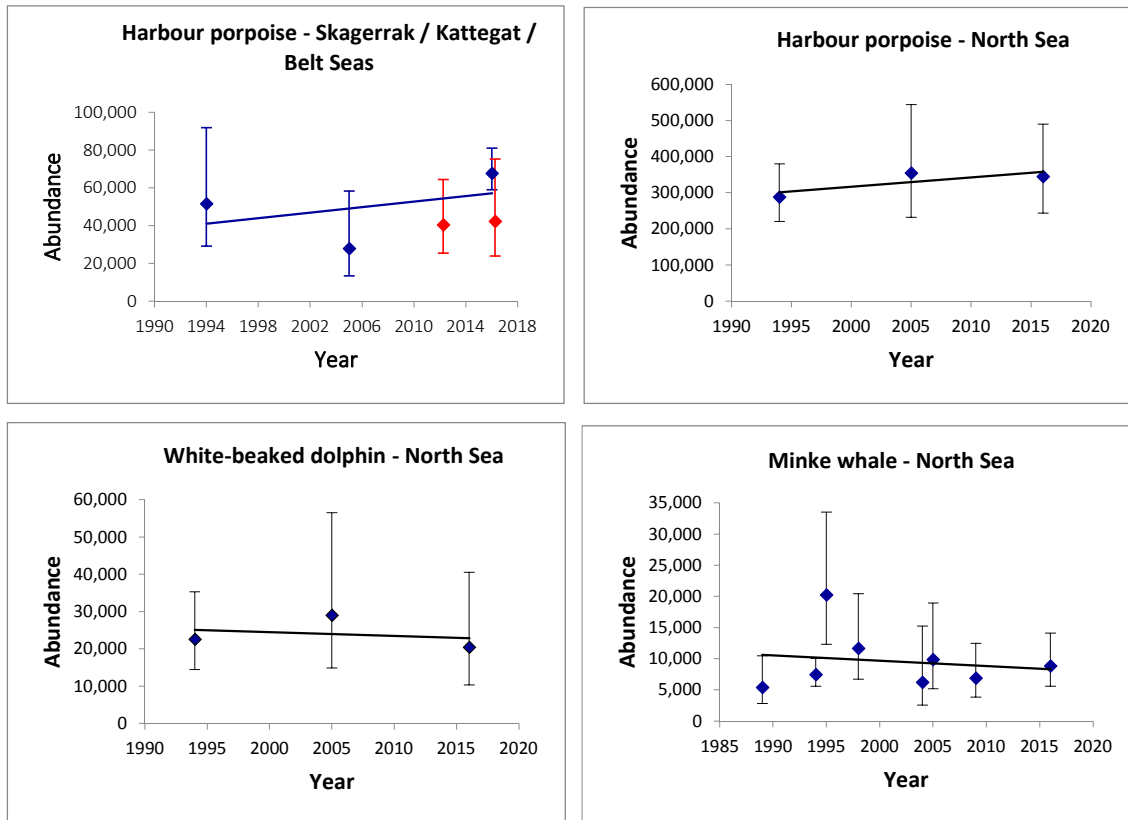 Harbour porpoise - Skagerrak / Kattegat /
Belt Seas
100,000
80,000
60,000
40,000
20,000
0
1990 1994 1998 2002 2006 2010 2014 2018
Abundance
Year
Harbour porpoise - North Sea
600,000
500,000
400,000
300,000
200,000
100,000
0
1990 1995 2000 2005 2010 2015 2020
Abundance
Year
White-beaked dolphin - North Sea
60,000
50,000
40,000
30,000
20,000
10,000
0
1990 1995 2000 2005 2010 2015 2020
Abundance
Year
Minke whale - North Sea
35,000
30,000
25,000
20,000
15,000
10,000
5,000
0
1985 1990 1995 2000 2005 2010 2015 2020
Abundance
Year